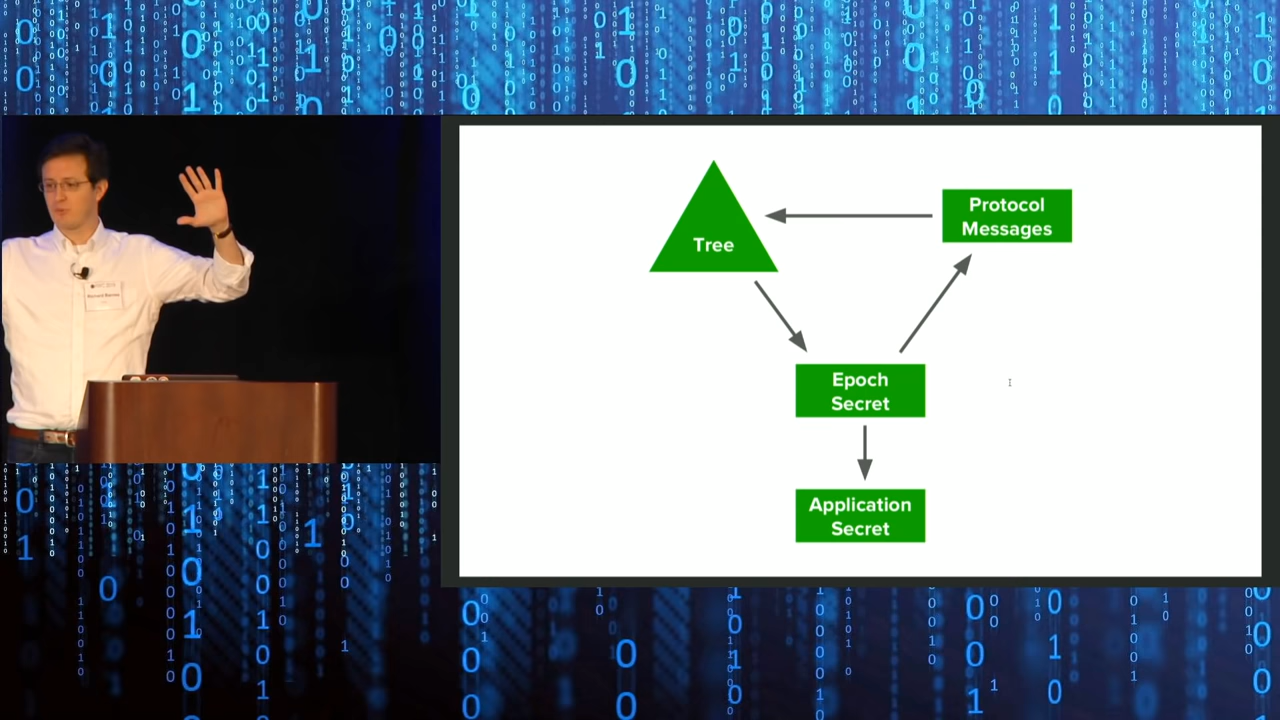 Tree
Protocol
Messages
Epoch
Secret
Application
Secret